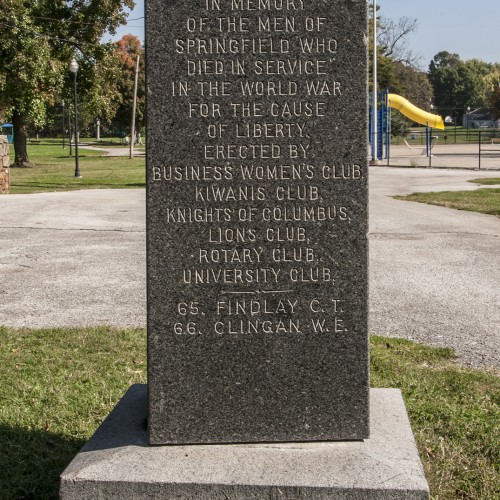 IN MEMORY
OF THE MEN OF
SPRINGFIELD WHO
DIED IN SERVICE
IN THE WORLD WAR
FOR THE CAUSE
OF LIBERTY.
ERECTED BY
BUSINESS WOMEN'S CLUB,
KIWANIS CLUB,
KNIGHTS OF COLUMBUS,
LIONS CLUB,
ROTARY CLUB,
UNIVERSITY CLUB,
65. FINDLAY C. T.
66. CLINGAN W. E.